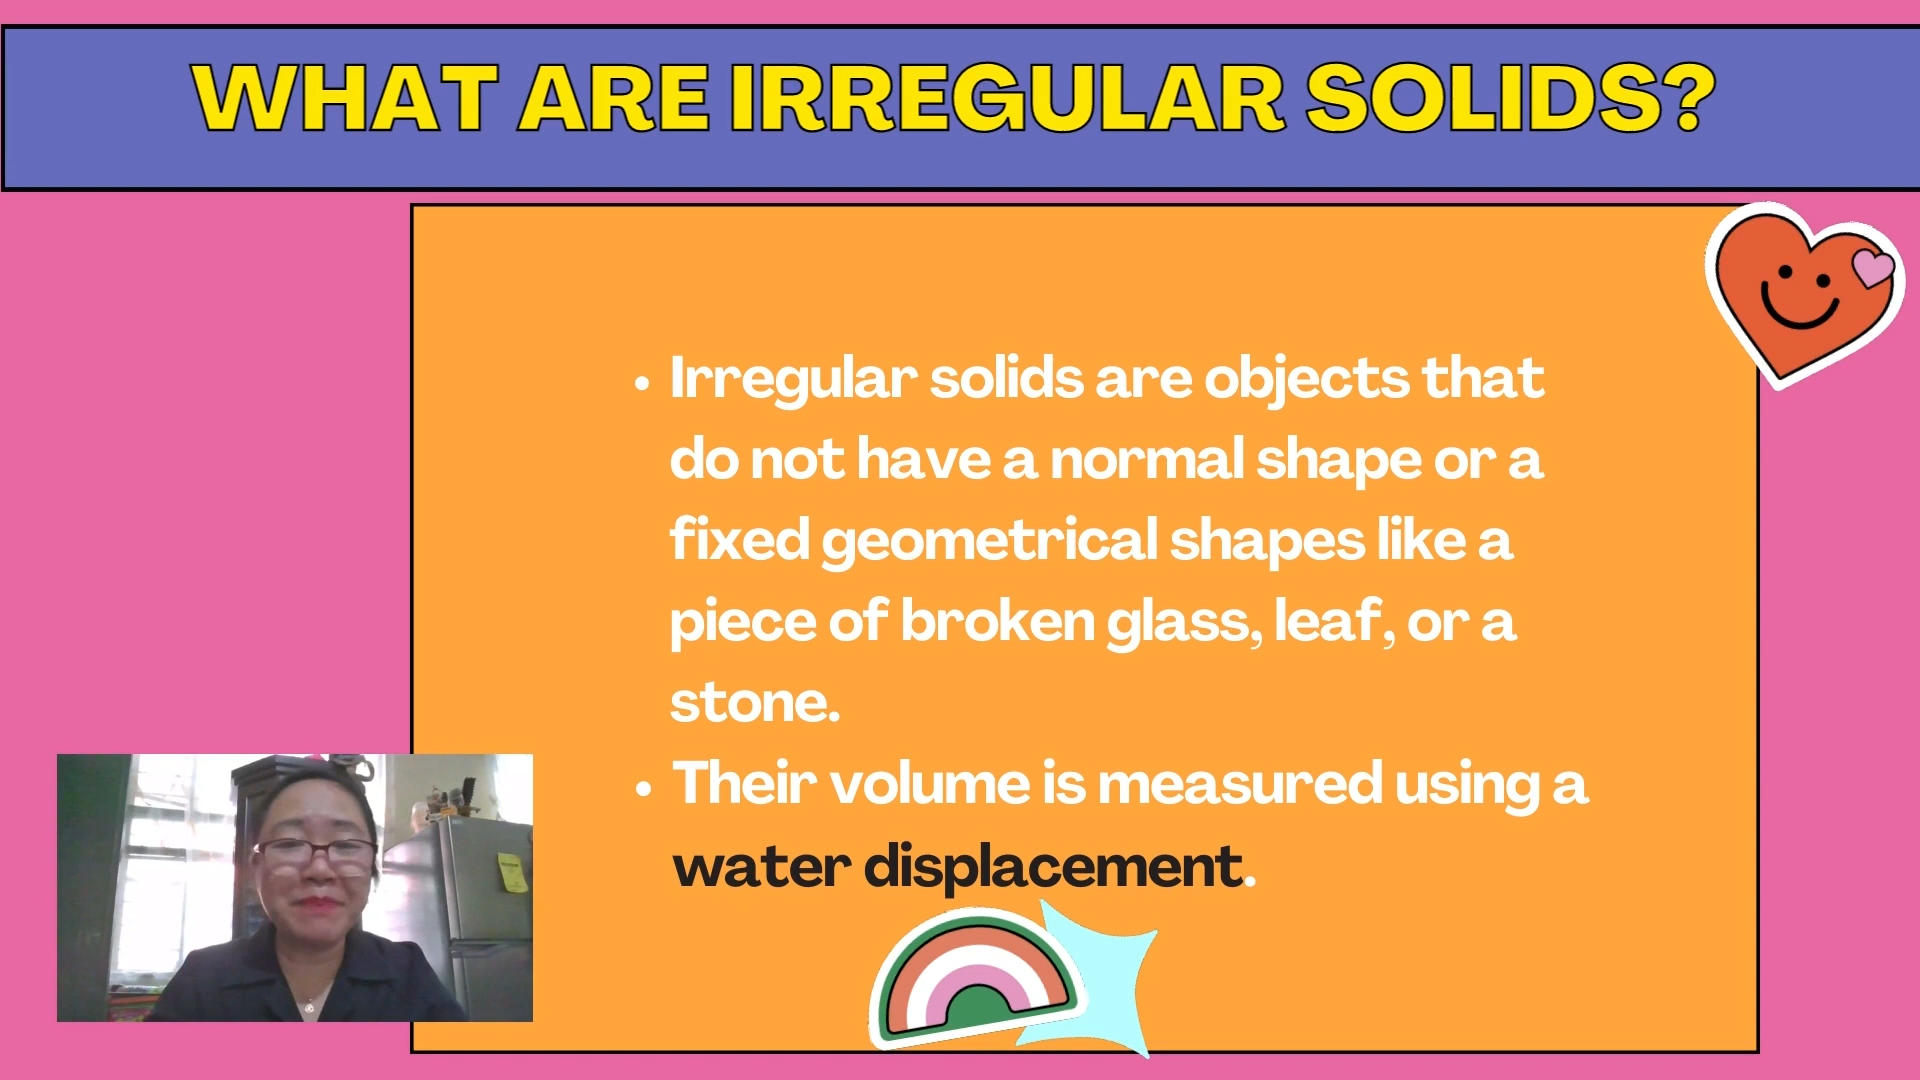 WHAT ARE IRREGULAR SOLIDS?
• Irregular solids are objects that
do not have a normal shape or a
fixed geometrical shapes like a
piece of broken glass, leaf, or a
stone.
• Their volume is measured using a
water displacement.